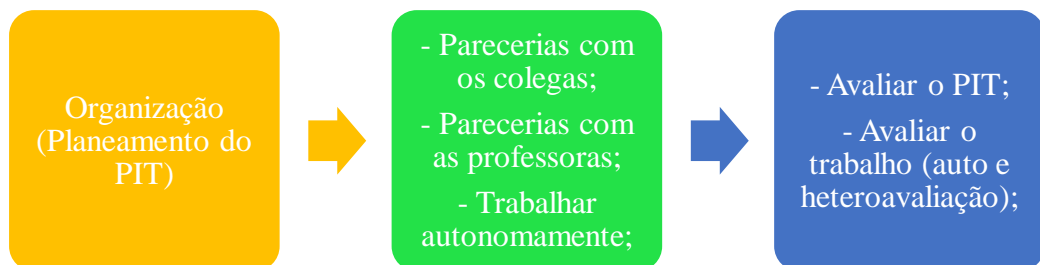 Organização
(Planeamento do
PIT)
- Parecerias com
os colegas;
- Parecerias com
as professoras;
- Trabalhar
autonomamente;
- Avaliar o PIT;
- Avaliar o
trabalho (auto e
heteroavaliação);